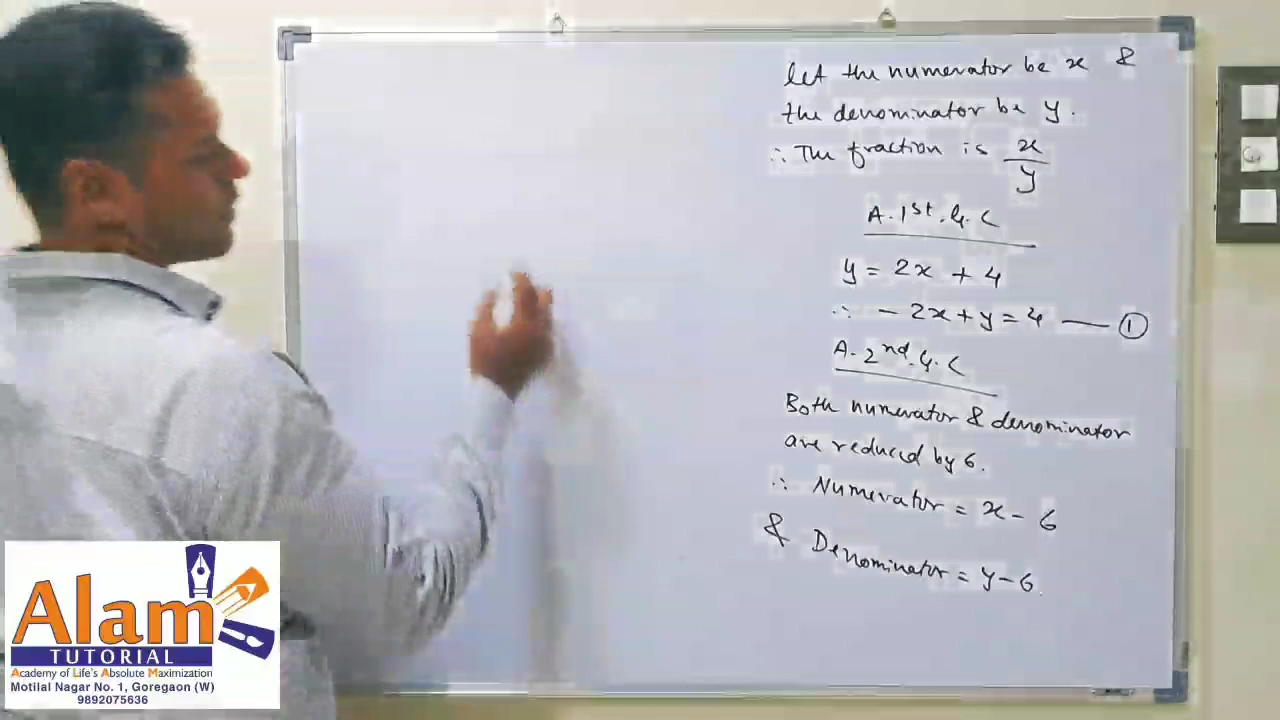 let the numerator be x &
the denominator be y.
∴ The fraction is x/y
A. 1st. G. C
y = 2x + 4
∴ - 2x + y = 4 — ①
A. 2nd. G. C
Both numerator & denominator
are reduced by 6.
∴ Numerator = x - 6
& Denominator = y - 6.
Alam
TUTORIAL
Academy of Life's Absolute Maximization
Motilal Nagar No. 1, Goregaon (W)
9892075636